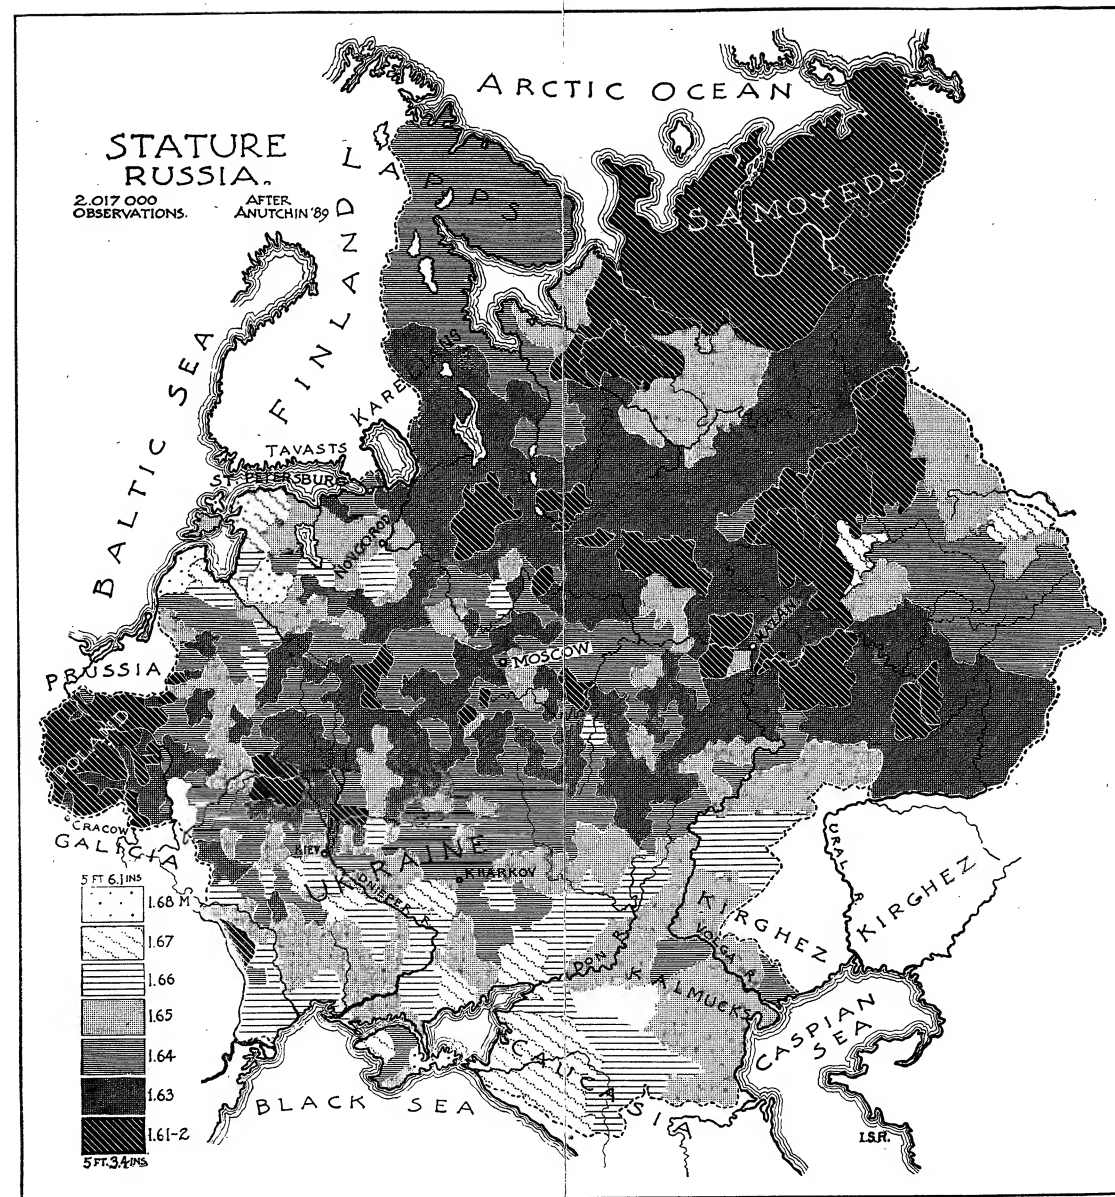 ARCTIC OCEAN
STATURE
RUSSIA.
2.017 000
OBSERVATIONS.
AFTER
ANUTCHIN '89
LAPPS
SAMOYEDS
FINLAND
BALTIC SEA
KARELIANS
TAVASTS
ST. PETERSBURG
NOVGOROD
KAZAN
MOSCOW
PRUSSIA
POLAND
CRACOW
GALICIA
KIEV
UKRAINE
DNIEPER R.
KHARKOV
URAL R.
KIRGHEZ
KIRGHEZ
VOLGA R.
DON R.
KALMUCKS
CASPIAN
SEA
CAUCASIA
BLACK SEA
5 FT 6.1 INS
1.68 M
1.67
1.66
1.65
1.64
1.63
1.61-2
5 FT. 3.4 INS.
I.S.R.